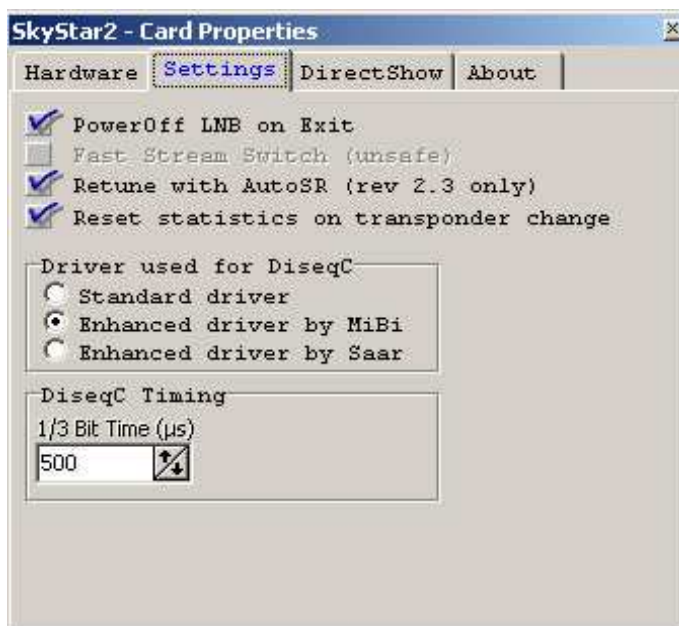 SkyStar2 - Card Properties
Hardware Settings DirectShow About
PowerOff LNB on Exit
Fast Stream Switch (unsafe)
Retune with AutoSR (rev 2.3 only)
Reset statistics on transponder change
Driver used for DiseqC
Standard driver
Enhanced driver by MiBi
Enhanced driver by Saar
DiseqC Timing
1/3 Bit Time (µs)
500